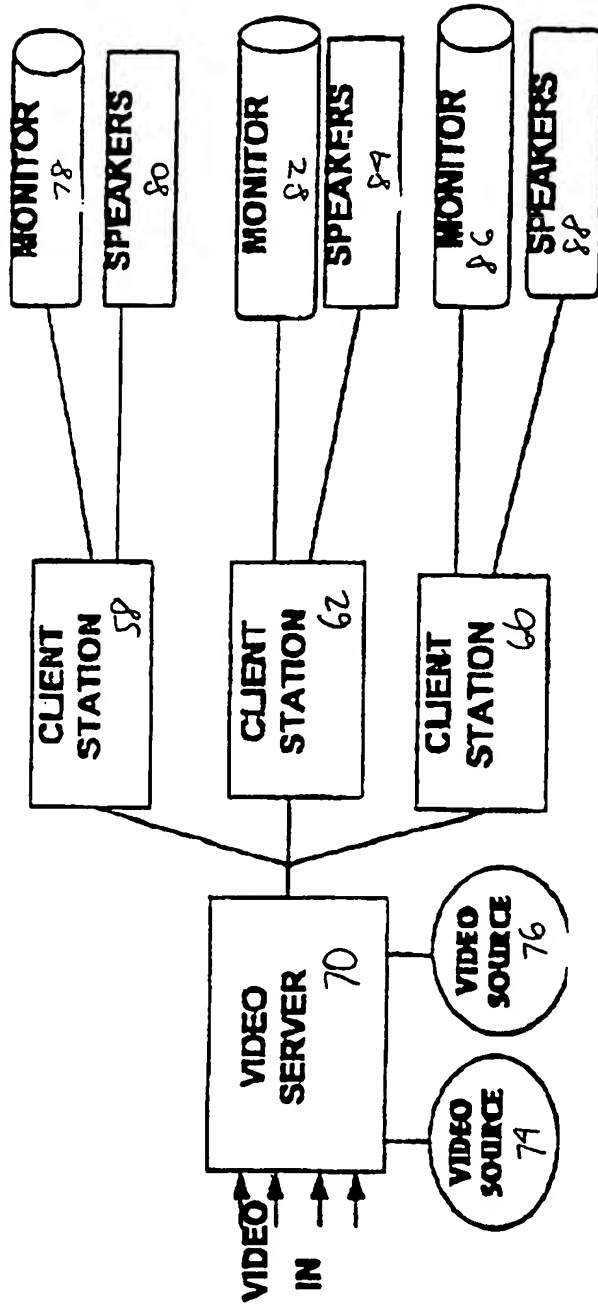 VIDEO
IN
VIDEO
SERVER
70
VIDEO
SOURCE
74
VIDEO
SOURCE
76
CLIENT
STATION
58
CLIENT
STATION
62
CLIENT
STATION
66
MONITOR
78
SPEAKERS
80
MONITOR
82
SPEAKERS
84
MONITOR
86
SPEAKERS
88